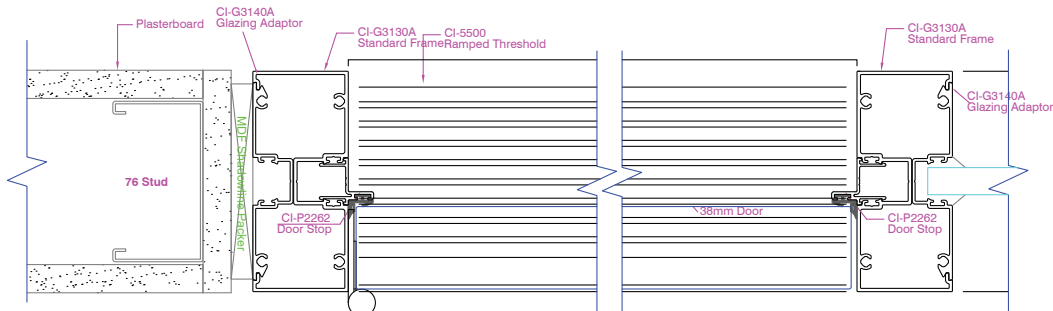 Plasterboard
CI-G3140A
Glazing Adaptor
CI-G3130A
Standard Frame
CI-5500
Ramped Threshold
CI-G3130A
Standard Frame
CI-G3140A
Glazing Adaptor
MDF Shadowline Packer
76 Stud
CI-P2262
Door Stop
38mm Door
CI-P2262
Door Stop